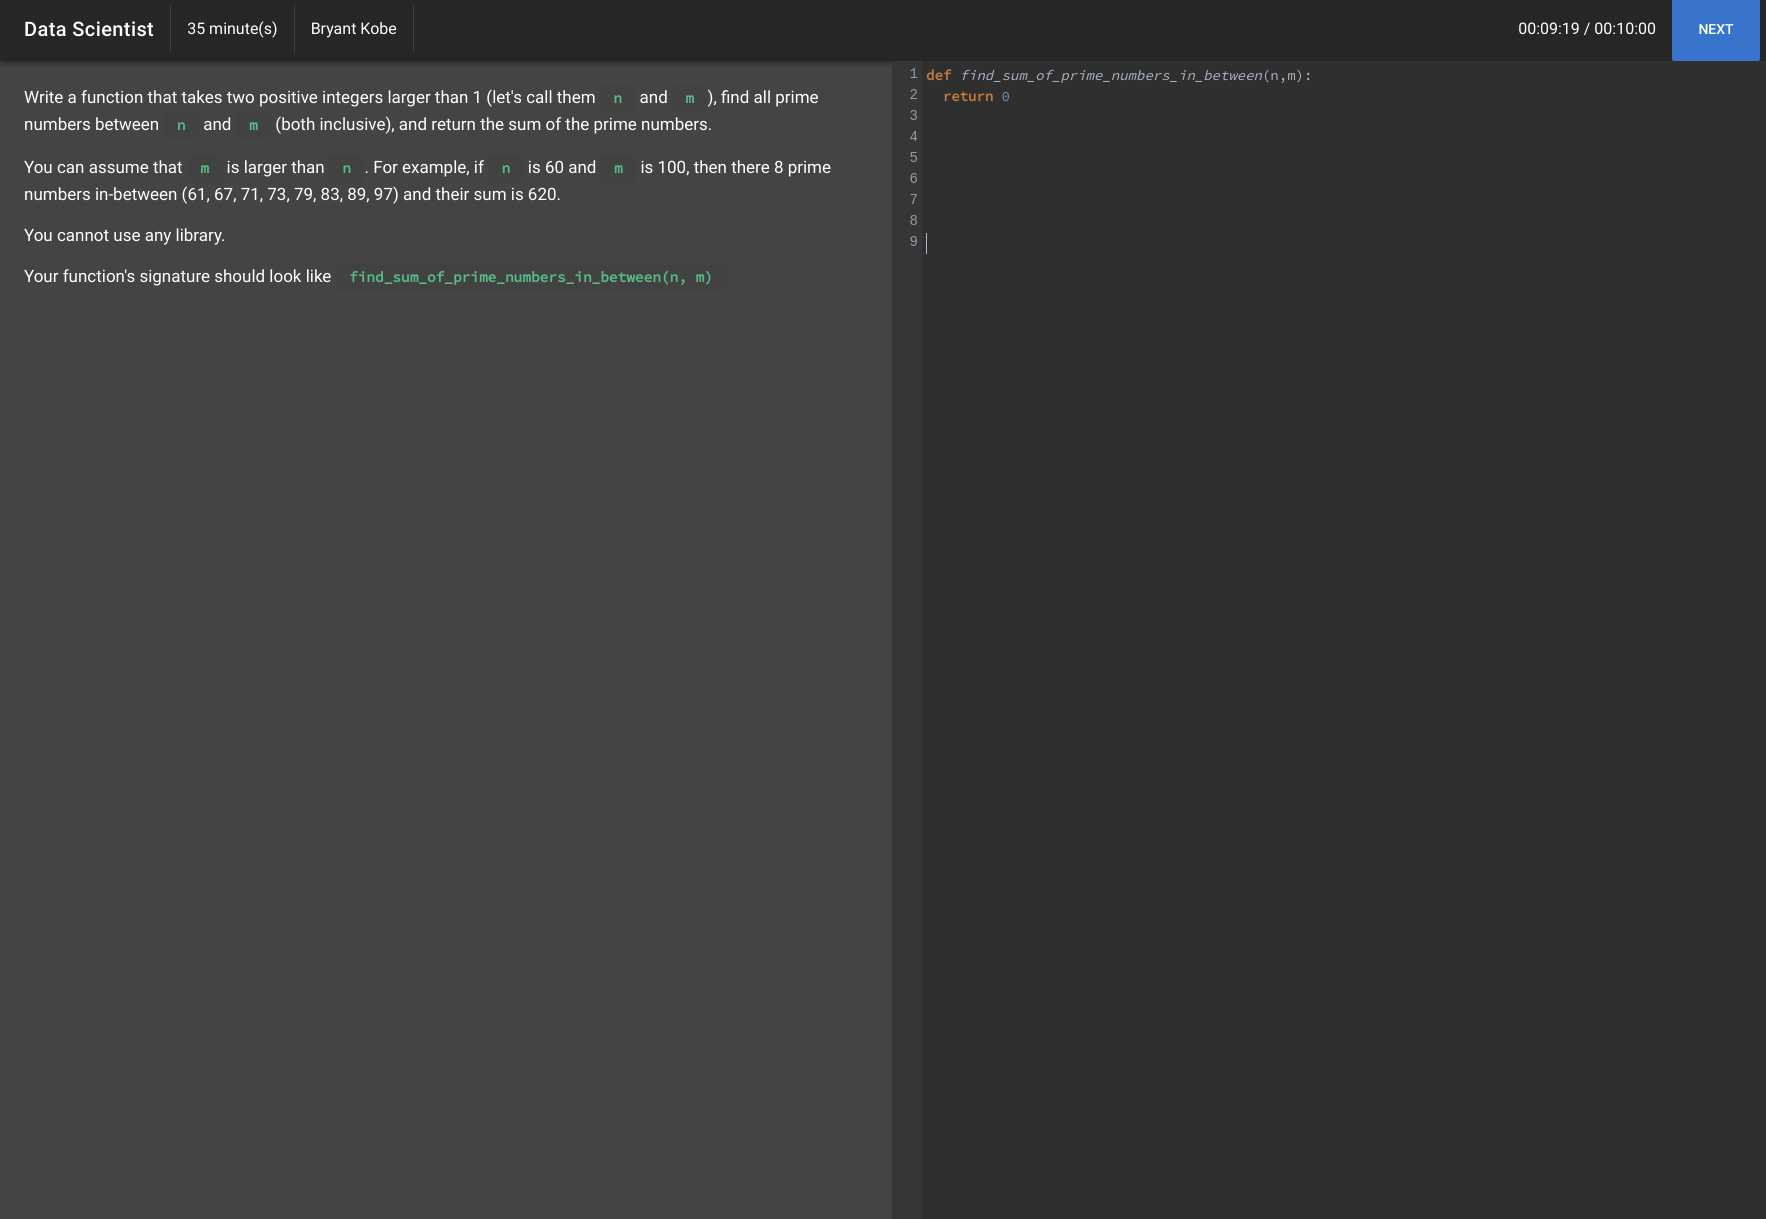 Data Scientist
35 minute(s)
Bryant Kobe
00:09:19 / 00:10:00
NEXT
Write a function that takes two positive integers larger than 1 (let's call them n and m ), find all prime
numbers between n and m (both inclusive), and return the sum of the prime numbers.
You can assume that m is larger than n . For example, if n is 60 and m is 100, then there 8 prime
numbers in-between (61, 67, 71, 73, 79, 83, 89, 97) and their sum is 620.
You cannot use any library.
Your function's signature should look like find_sum_of_prime_numbers_in_between(n, m)
1 def find_sum_of_prime_numbers_in_between(n,m):
2 return 0
3
4
5
6
7
8
9